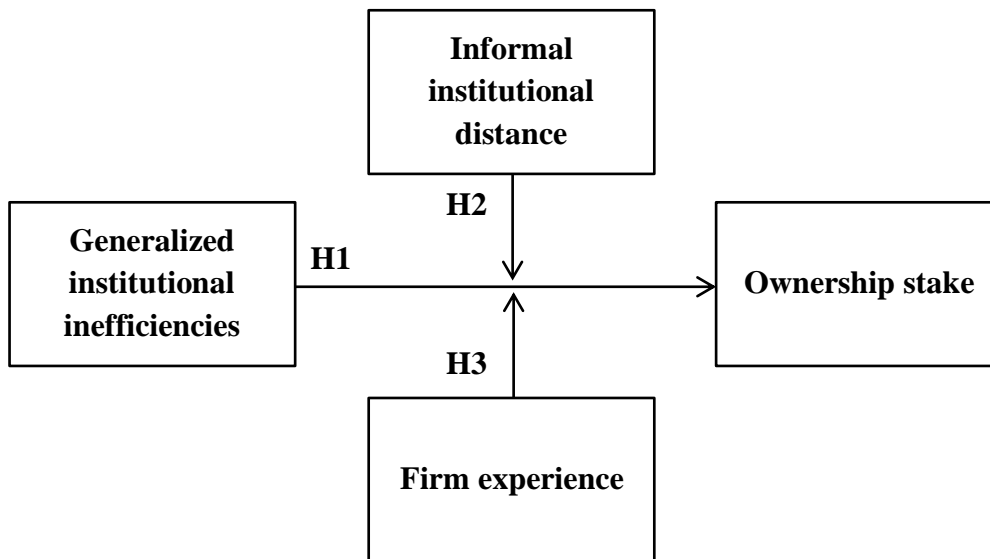 Informal
institutional
distance
H2
Generalized
institutional
inefficiencies
H1
Ownership stake
H3
Firm experience